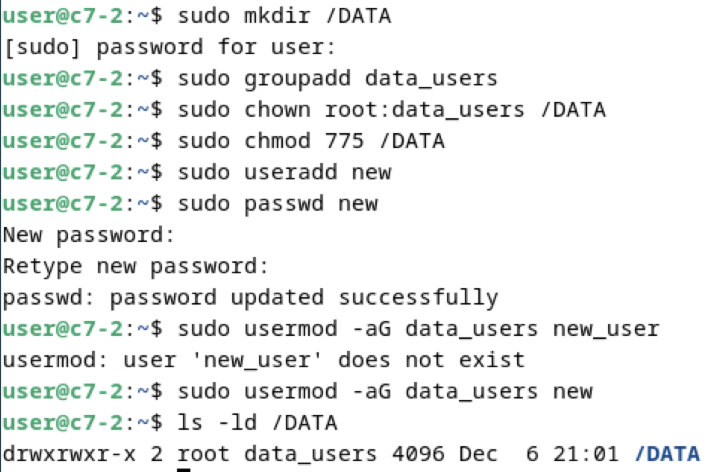 user@c7-2:~$ sudo mkdir /DATA
[sudo] password for user:
user@c7-2:~$ sudo groupadd data_users
user@c7-2:~$ sudo chown root:data_users /DATA
user@c7-2:~$ sudo chmod 775 /DATA
user@c7-2:~$ sudo useradd new
user@c7-2:~$ sudo passwd new
New password:
Retype new password:
passwd: password updated successfully
user@c7-2:~$ sudo usermod -aG data_users new_user
usermod: user 'new_user' does not exist
user@c7-2:~$ sudo usermod -aG data_users new
user@c7-2:~$ ls -ld /DATA
drwxrwxr-x 2 root data_users 4096 Dec  6 21:01 /DATA